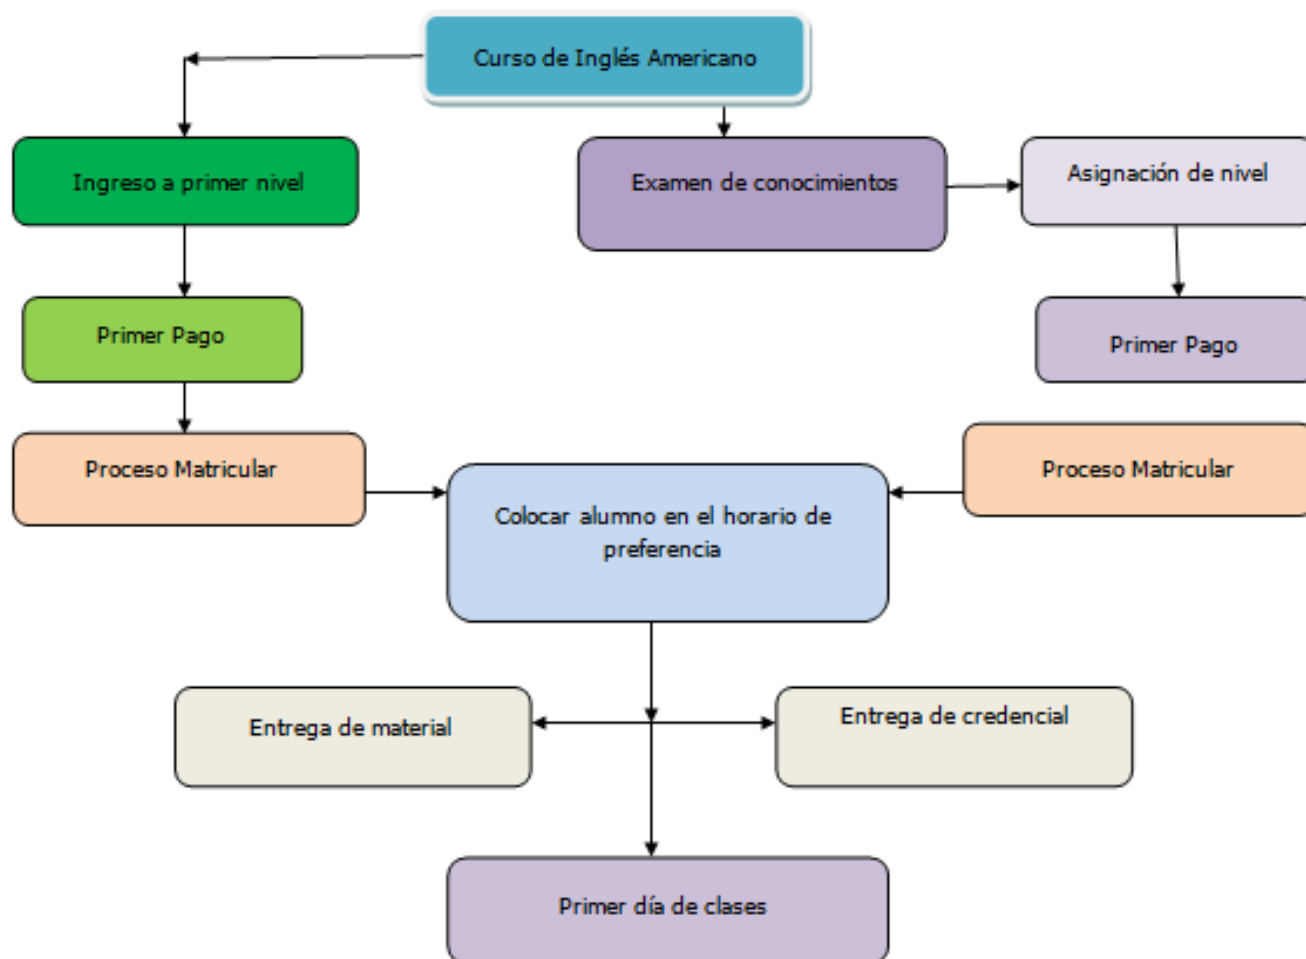 Curso de Inglés Americano
Ingreso a primer nivel
Examen de conocimientos
Asignación de nivel
Primer Pago
Primer Pago
Proceso Matricular
Proceso Matricular
Colocar alumno en el horario de
preferencia
Entrega de material
Entrega de credencial
Primer día de clases